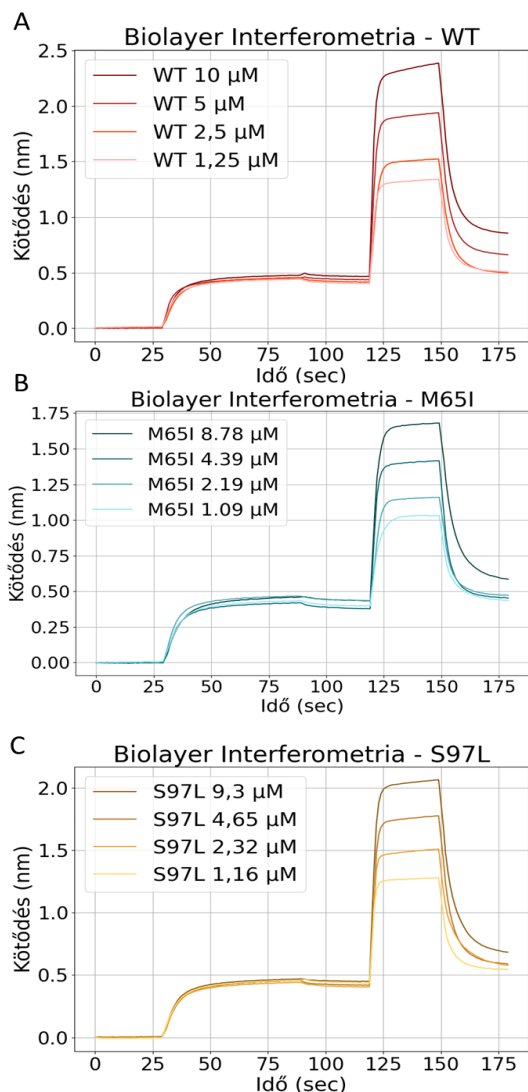 A
Biolayer Interferometria - WT
WT 10 μM
WT 5 μM
WT 2,5 μM
WT 1,25 μM
Kötődés (nm)
2.5
2.0
1.5
1.0
0.5
0.0
0 25 50 75 100 125 150 175
Idő (sec)
B
Biolayer Interferometria - M65I
M65I 8.78 μM
M65I 4.39 μM
M65I 2.19 μM
M65I 1.09 μM
Kötődés (nm)
1.75
1.50
1.25
1.00
0.75
0.50
0.25
0.00
0 25 50 75 100 125 150 175
Idő (sec)
C
Biolayer Interferometria - S97L
S97L 9,3 μM
S97L 4,65 μM
S97L 2,32 μM
S97L 1,16 μM
Kötődés (nm)
2.0
1.5
1.0
0.5
0.0
0 25 50 75 100 125 150 175
Idő (sec)